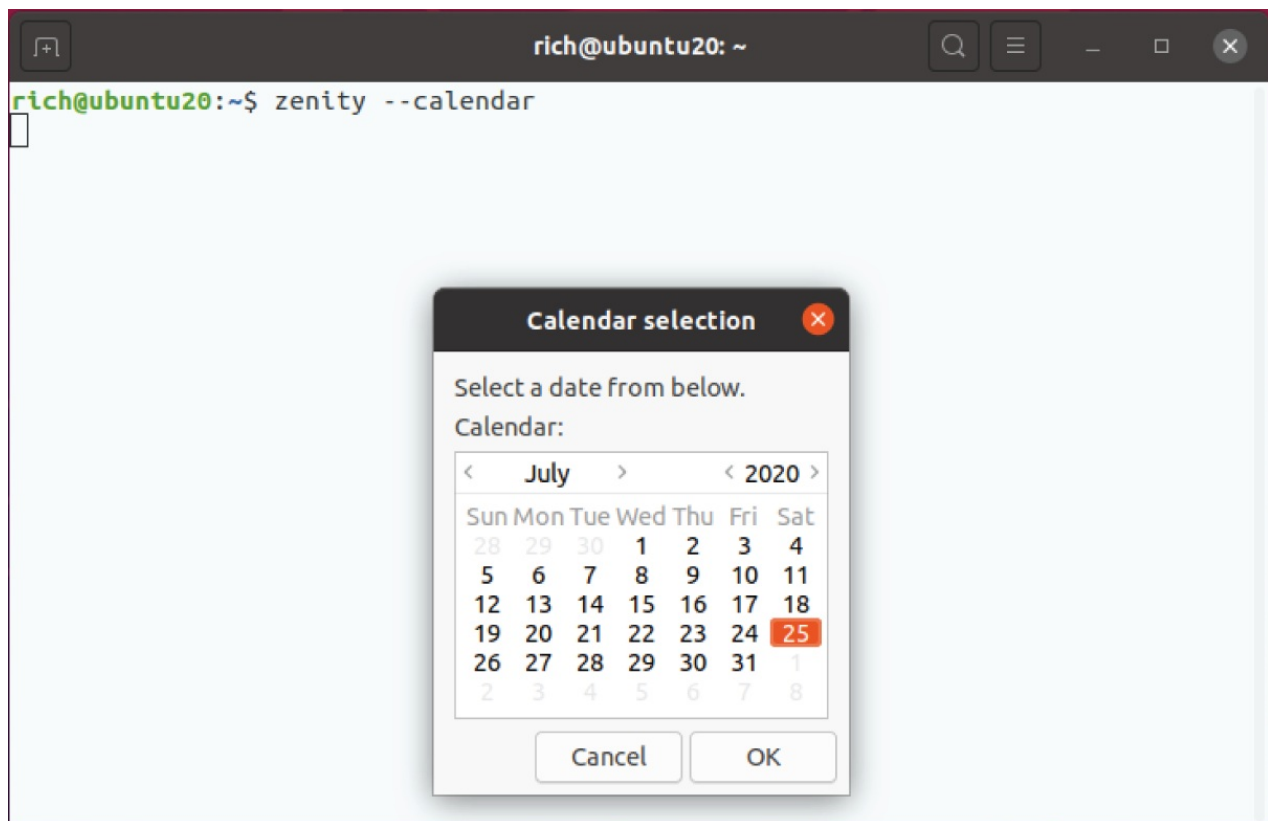 rich@ubuntu20: ~
rich@ubuntu20:~$ zenity --calendar
Calendar selection
Select a date from below.
Calendar:
< July > < 2020 >
Sun Mon Tue Wed Thu Fri Sat
28 29 30 1 2 3 4
5 6 7 8 9 10 11
12 13 14 15 16 17 18
19 20 21 22 23 24 25
26 27 28 29 30 31 1
2 3 4 5 6 7 8
Cancel OK